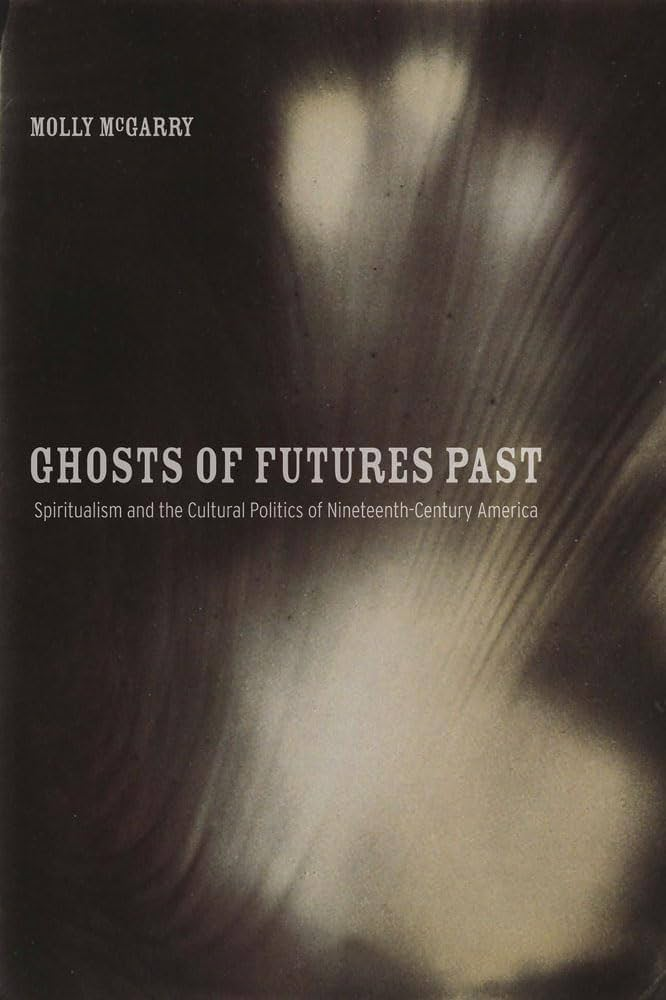 MOLLY McGARRY
GHOSTS OF FUTURES PAST
Spiritualism and the Cultural Politics of Nineteenth-Century America